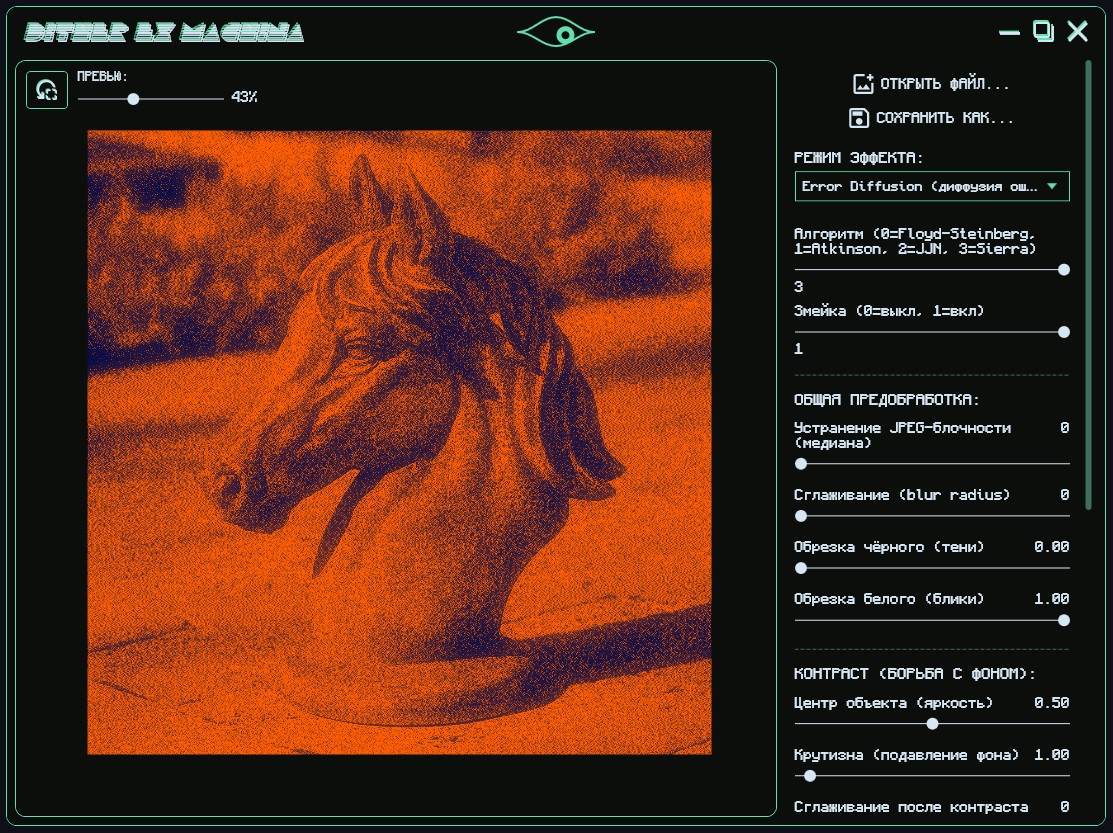 DITHER EX MACHINA
ПРЕВЬЮ:
43%
ОТКРЫТЬ ФАЙЛ...
СОХРАНИТЬ КАК...
РЕЖИМ ЭФФЕКТА:
Error Diffusion (диффузия ош...
Алгоритм (0=Floyd-Steinberg,
1=Atkinson, 2=JJN, 3=Sierra)
3
Змейка (0=выкл, 1=вкл)
1
ОБЩАЯ ПРЕДОБРАБОТКА:
Устранение JPEG-блочности 0
(медиана)
Сглаживание (blur radius) 0
Обрезка чёрного (тени) 0.00
Обрезка белого (блики) 1.00
КОНТРАСТ (БОРЬБА С ФОНОМ):
Центр объекта (яркость) 0.50
Крутизна (подавление фона) 1.00
Сглаживание после контраста 0